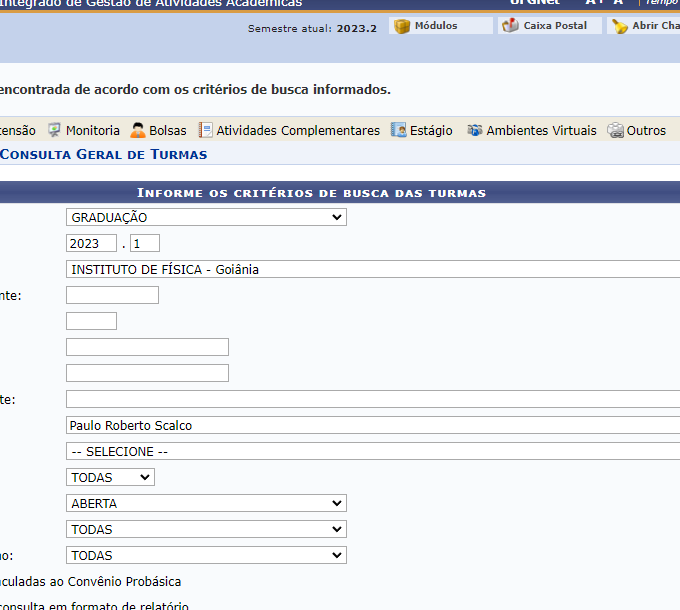 Integrado de Gestão de Atividades Acadêmicas UFGNet A+ A- | Tempo
Semestre atual: 2023.2 Módulos Caixa Postal Abrir Cha
encontrada de acordo com os critérios de busca informados.
tensão Monitoria Bolsas Atividades Complementares Estágio Ambientes Virtuais Outros
Consulta Geral de Turmas
Informe os critérios de busca das turmas
GRADUAÇÃO
2023 . 1
INSTITUTO DE FÍSICA - Goiânia
nte:
te:
Paulo Roberto Scalco
-- SELECIONE --
TODAS
ABERTA
TODAS
o: TODAS
culadas ao Convênio Probásica
consulta em formato de relatório